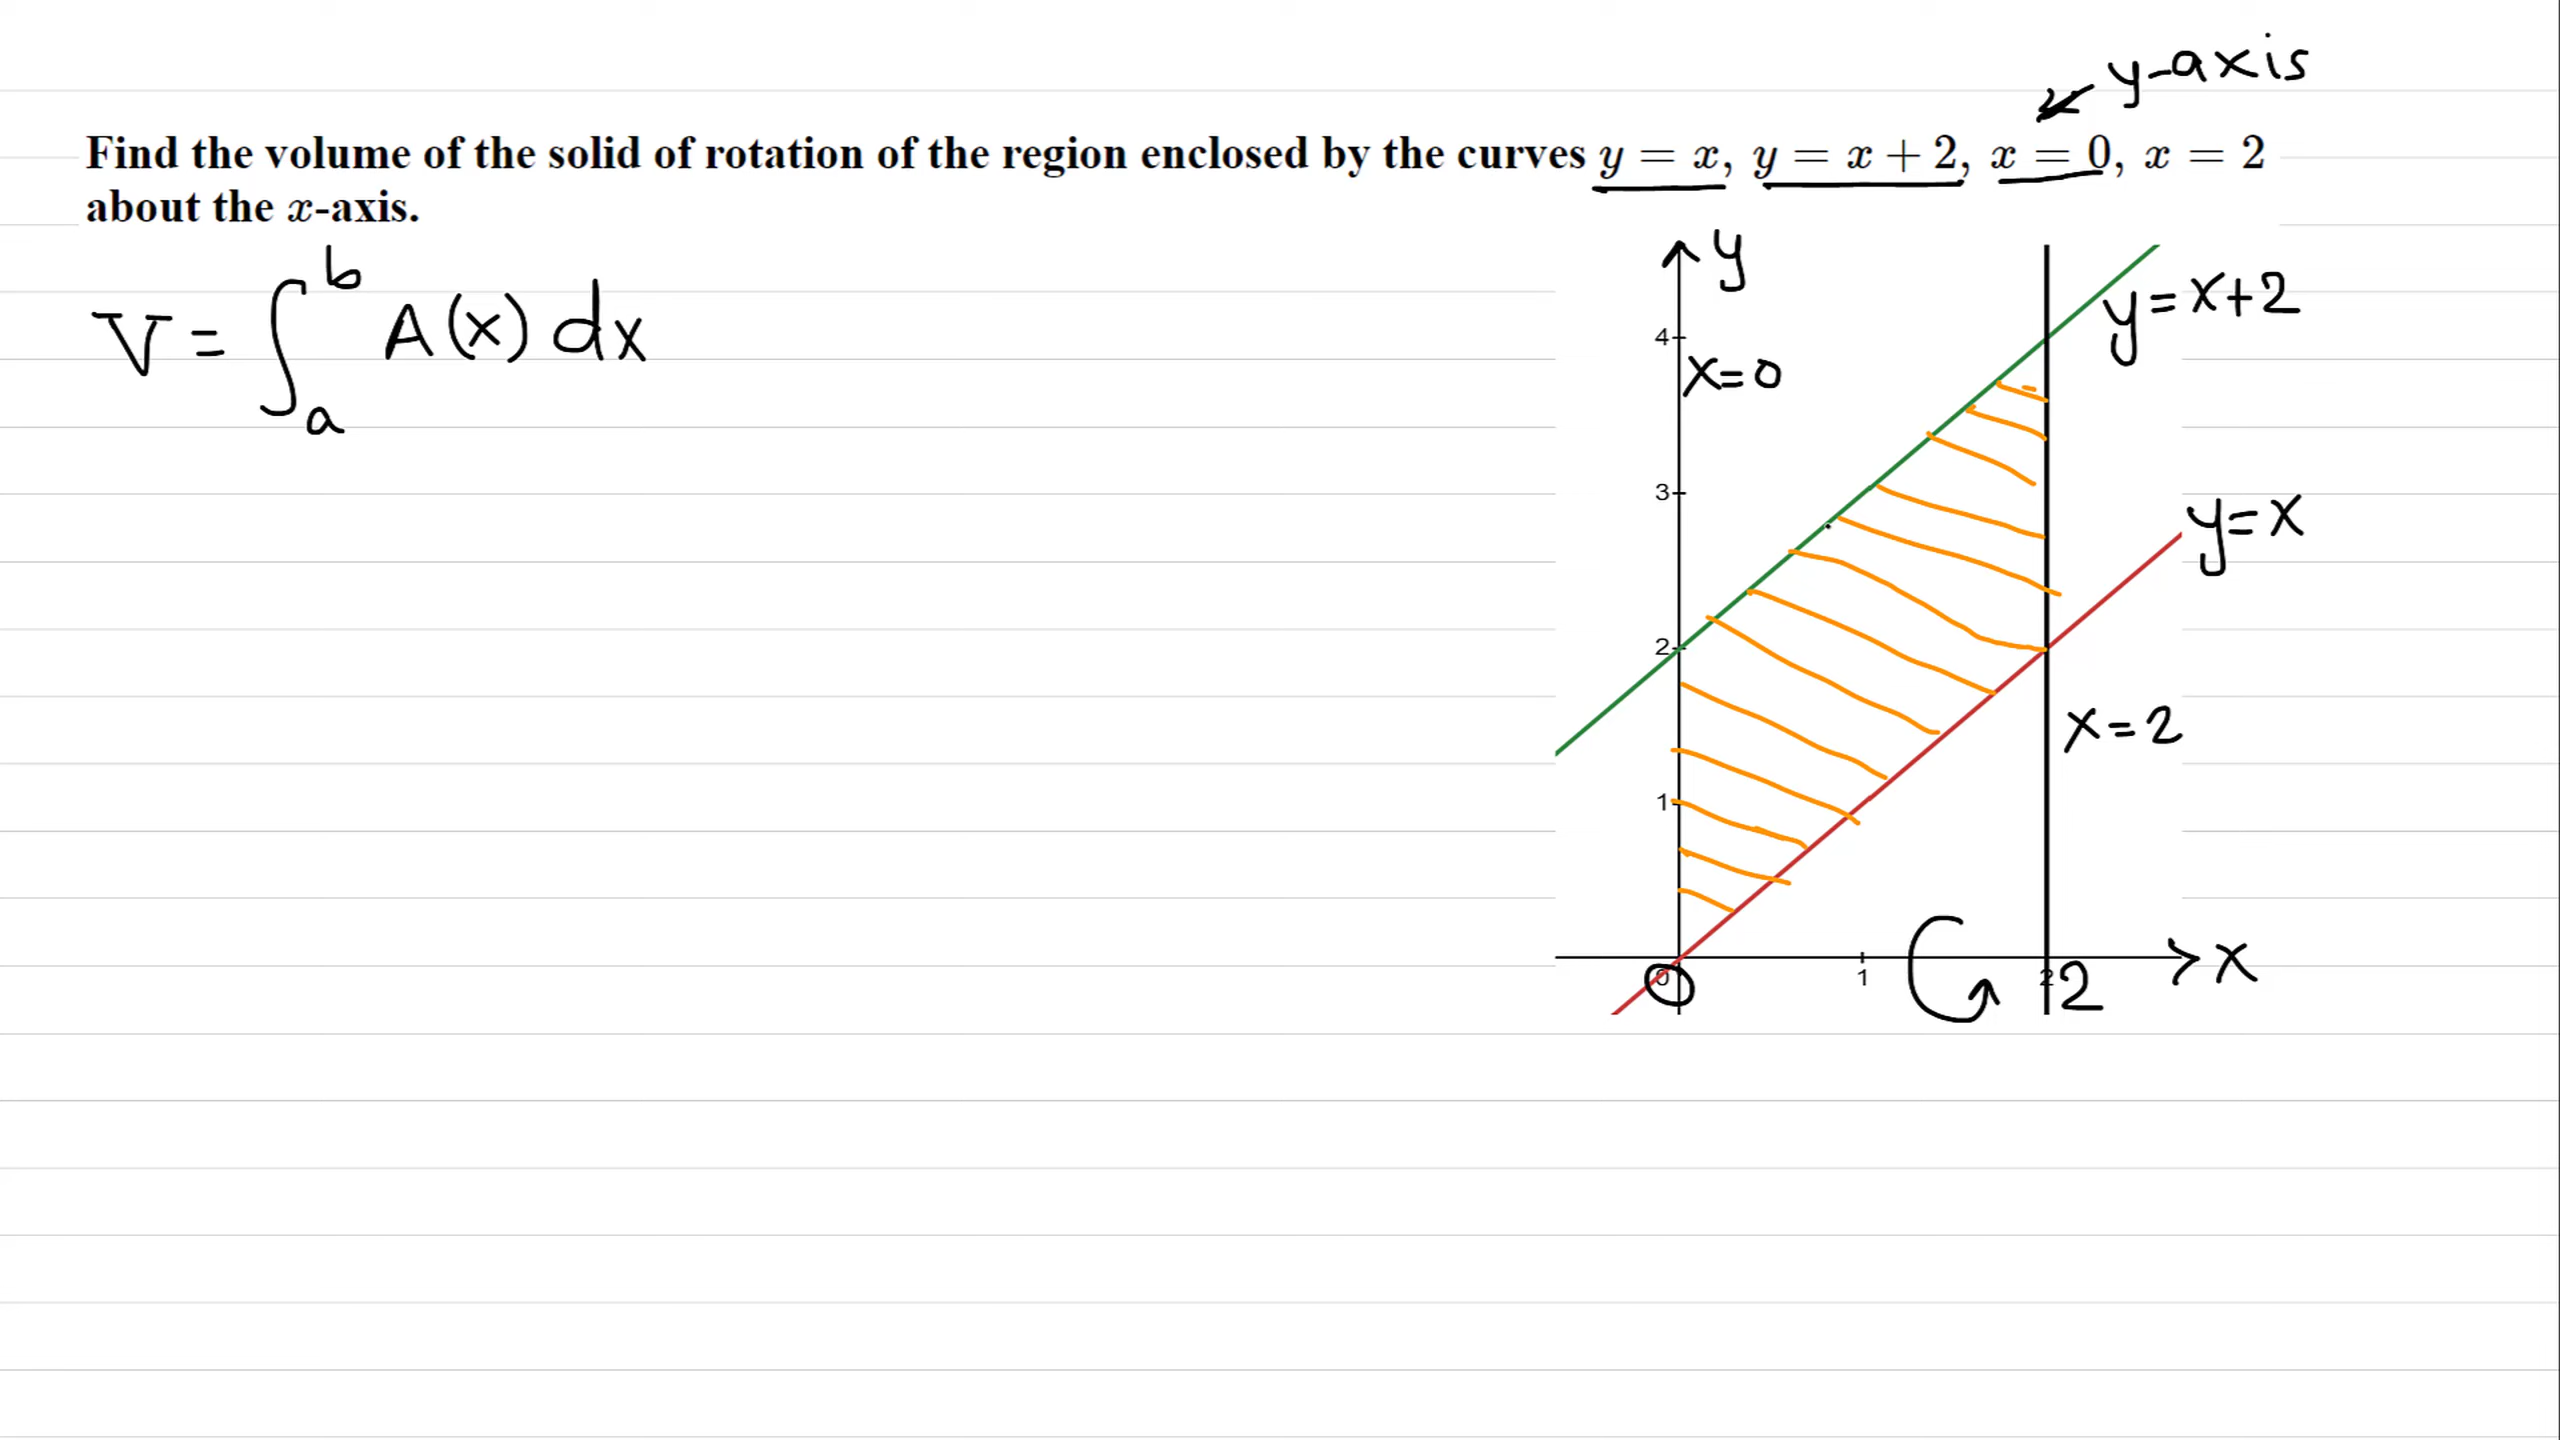 y-axis
Find the volume of the solid of rotation of the region enclosed by the curves y = x, y = x + 2, x = 0, x = 2
about the x-axis.
V = ∫_a^b A(x) dx
y
y=x+2
4
x=0
3
y=x
2
x=2
1
x
0
1
2 2